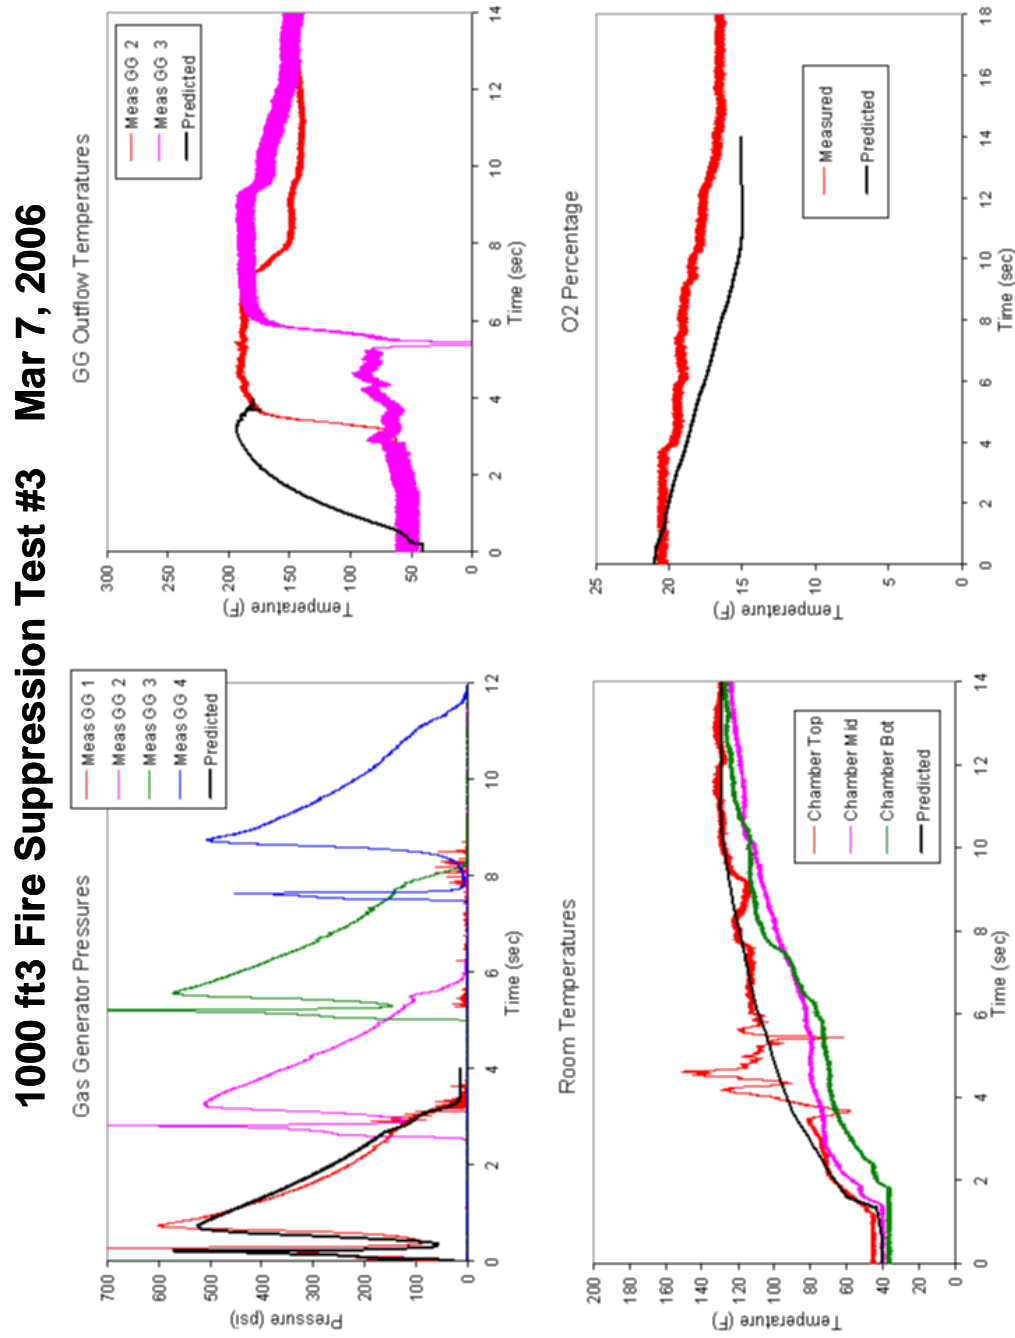 1000 ft3 Fire Suppression Test #3 Mar 7, 2006
Gas Generator Pressures
Pressure (psi)
700
600
500
400
300
200
100
0
0
2
4
6
8
10
12
Time (sec)
Meas GG 1
Meas GG 2
Meas GG 3
Meas GG 4
Predicted
GG Outflow Temperatures
Temperature (F)
300
250
200
150
100
50
0
0
2
4
6
8
10
12
14
Time (sec)
Meas GG 2
Meas GG 3
Predicted
Room Temperatures
Temperature (F)
200
180
160
140
120
100
80
60
40
20
0
0
2
4
6
8
10
12
14
Time (sec)
Chamber Top
Chamber Mid
Chamber Bot
Predicted
O2 Percentage
Temperature (F)
25
20
15
10
5
0
0
2
4
6
8
10
12
14
16
18
Time (sec)
Measured
Predicted